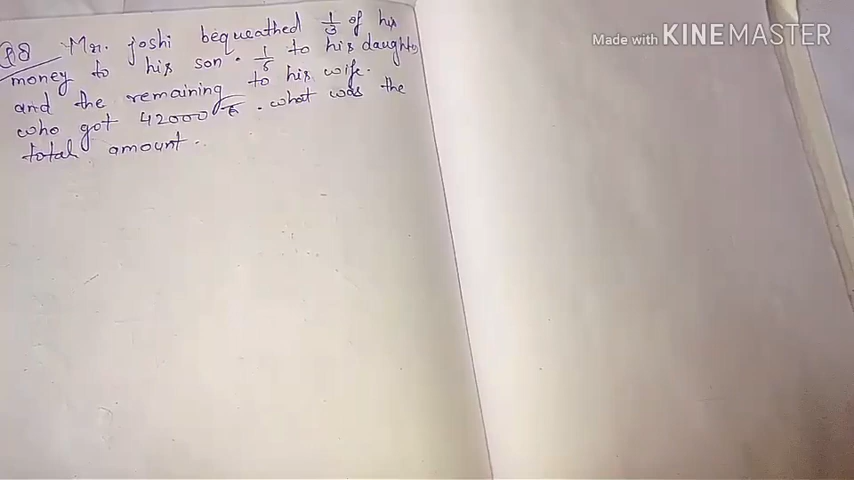 Q8 Mr. joshi bequeathed 1/3 of his
money to his son. 1/6 to his daughter
and the remaining to his wife.
who got 42000 ₹. what was the
total amount.
Made with KINEMASTER